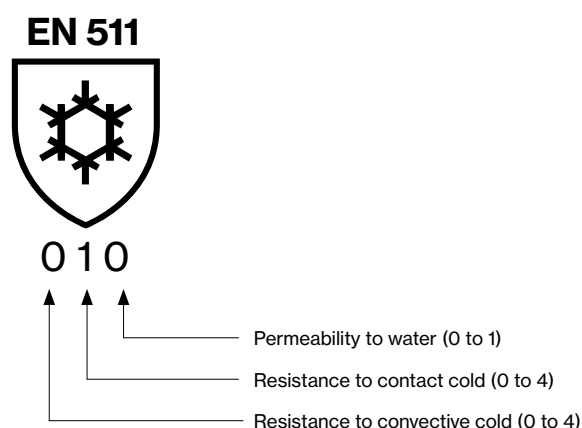 EN 511
0 1 0
Permeability to water (0 to 1)
Resistance to contact cold (0 to 4)
Resistance to convective cold (0 to 4)